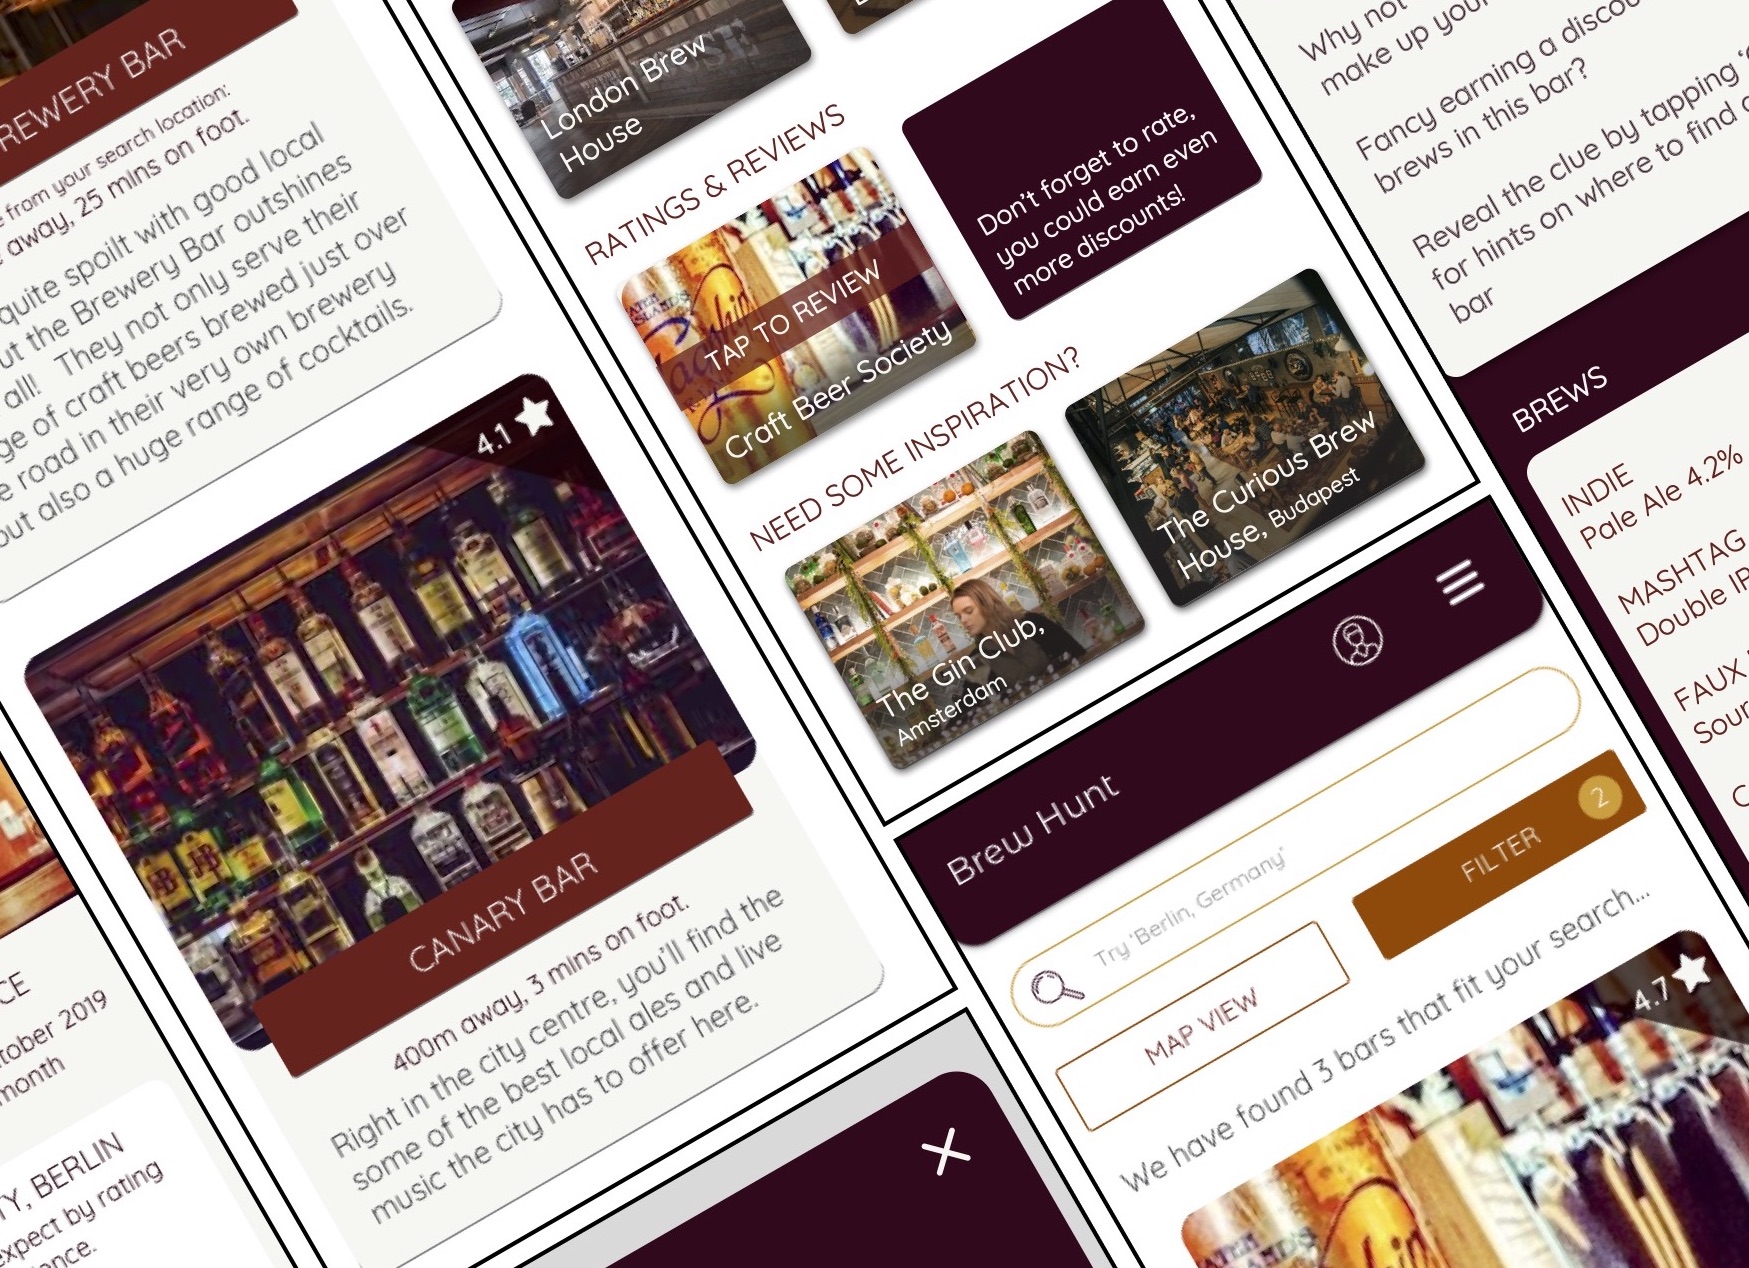 REWERY BAR
e from your search location:
away, 25 mins on foot.
quite spoilt with good local
ut the Brewery Bar outshines
all! They not only serve their
ge of craft beers brewed just over
e road in their very own brewery
out also a huge range of cocktails.
4.1
CANARY BAR
400m away, 3 mins on foot.
Right in the city centre, you'll find the
some of the best local ales and live
music the city has to offer here.
CE
tober 2019
month
TY, BERLIN
expect by rating
ence.
London Brew
House
RATINGS & REVIEWS
TAP TO REVIEW
Craft Beer Society
Don't forget to rate,
you could earn even
more discounts!
NEED SOME INSPIRATION?
The Gin Club,
Amsterdam
The Curious Brew
House, Budapest
Brew Hunt
Try 'Berlin, Germany'
MAP VIEW
FILTER
2
We have found 3 bars that fit your search...
4.7
Why not
make up your
Fancy earning a discou
brews in this bar?
Reveal the clue by tapping
for hints on where to find
bar
BREWS
INDIE
Pale Ale 4.2%
MASHTAG
Double IP
FAUX
Sour